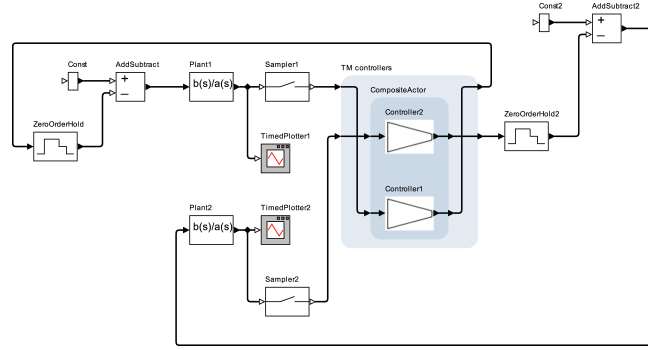 Const2
AddSubtract2
+
−
Const
AddSubtract
Plant1
Sampler1
TM controllers
+
−
b(s)/a(s)
CompositeActor
Controller2
ZeroOrderHold
ZeroOrderHold2
TimedPlotter1
Controller1
Plant2
TimedPlotter2
b(s)/a(s)
Sampler2